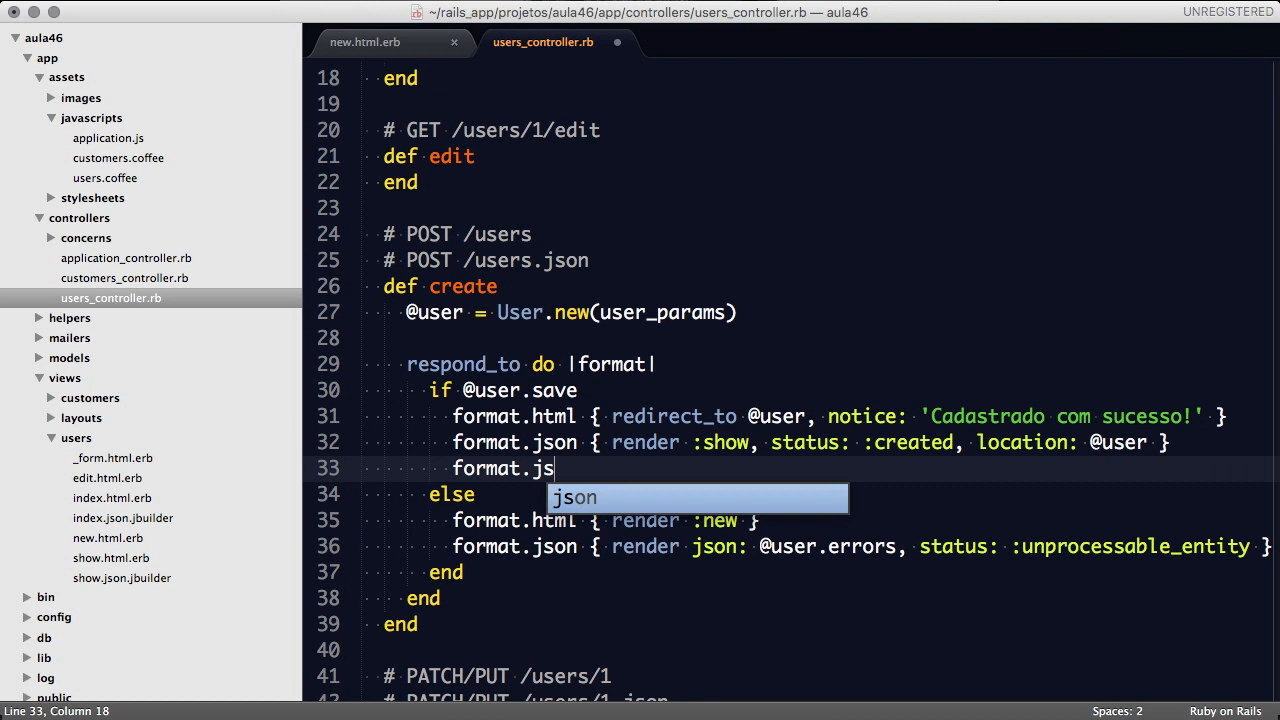 ~/rails_app/projetos/aula46/app/controllers/users_controller.rb — aula46
UNREGISTERED
aula46
app
assets
images
javascripts
application.js
customers.coffee
users.coffee
stylesheets
controllers
concerns
application_controller.rb
customers_controller.rb
users_controller.rb
helpers
mailers
models
views
customers
layouts
users
_form.html.erb
edit.html.erb
index.html.erb
index.json.jbuilder
new.html.erb
show.html.erb
show.json.jbuilder
bin
config
db
lib
log
public
new.html.erb
users_controller.rb
18 end
19
20 # GET /users/1/edit
21 def edit
22 end
23
24 # POST /users
25 # POST /users.json
26 def create
27 @user = User.new(user_params)
28
29 respond_to do |format|
30 if @user.save
31 format.html { redirect_to @user, notice: 'Cadastrado com sucesso!' }
32 format.json { render :show, status: :created, location: @user }
33 format.js
json
34 else
35 format.html { render :new }
36 format.json { render json: @user.errors, status: :unprocessable_entity }
37 end
38 end
39 end
40
41 # PATCH/PUT /users/1
42 # PATCH/PUT /users/1.json
Line 33, Column 18
Spaces: 2
Ruby on Rails